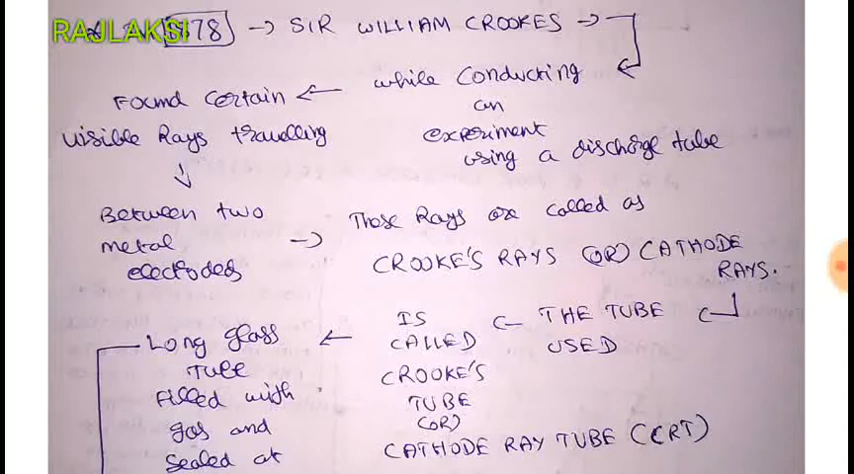 RAJLAKSI
1878 → SIR WILLIAM CROOKES →
while Conducting
an
experiment
using a discharge tube
← Found Certain
visible Rays travelling
↓
Between two
metal
electrodes
→ Those Rays are called as
CROOKE'S RAYS (OR) CATHODE
RAYS.
THE TUBE
USED
← IS
CALLED
CROOKE'S
TUBE
(OR)
CATHODE RAY TUBE (CRT)
← Long glass
TUBE
Filled with
gas and
Sealed at